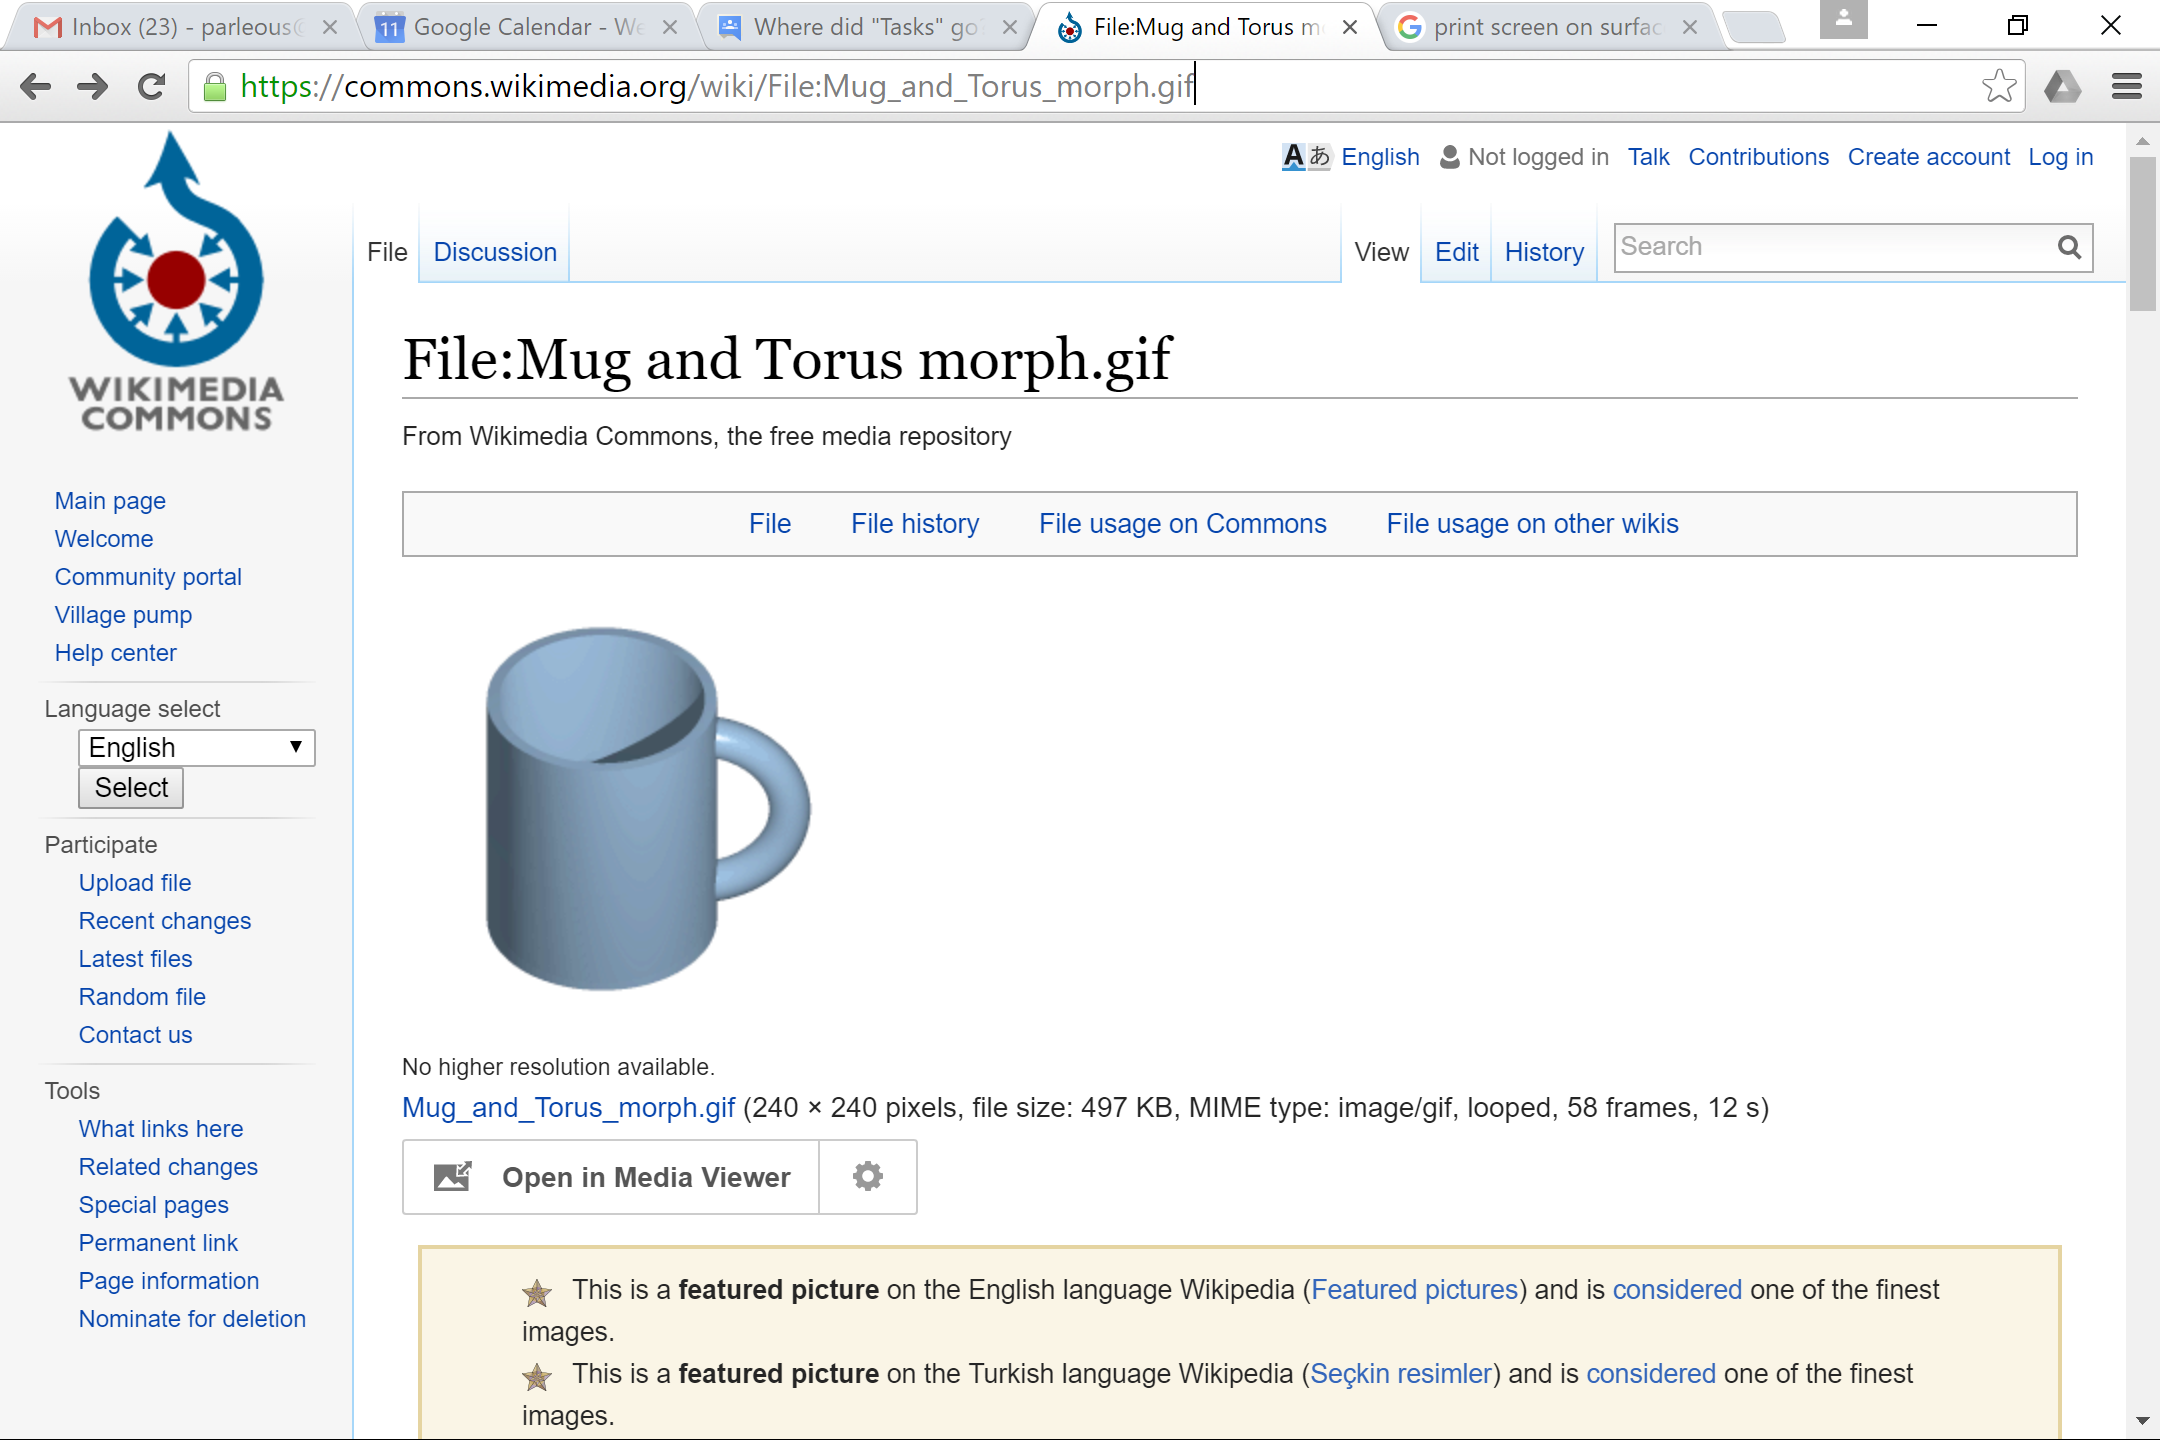 Inbox (23) - parleous@
Google Calendar - We
Where did "Tasks" go
File:Mug and Torus m
print screen on surfac
https://commons.wikimedia.org/wiki/File:Mug_and_Torus_morph.gif
A あ English Not logged in Talk Contributions Create account Log in
WIKIMEDIA
COMMONS
File Discussion View Edit History Search
File:Mug and Torus morph.gif
From Wikimedia Commons, the free media repository
File File history File usage on Commons File usage on other wikis
Main page
Welcome
Community portal
Village pump
Help center
Language select
English
Select
Participate
Upload file
Recent changes
Latest files
Random file
Contact us
Tools
What links here
Related changes
Special pages
Permanent link
Page information
Nominate for deletion
No higher resolution available.
Mug_and_Torus_morph.gif (240 × 240 pixels, file size: 497 KB, MIME type: image/gif, looped, 58 frames, 12 s)
Open in Media Viewer
This is a featured picture on the English language Wikipedia (Featured pictures) and is considered one of the finest
images.
This is a featured picture on the Turkish language Wikipedia (Seçkin resimler) and is considered one of the finest
images.